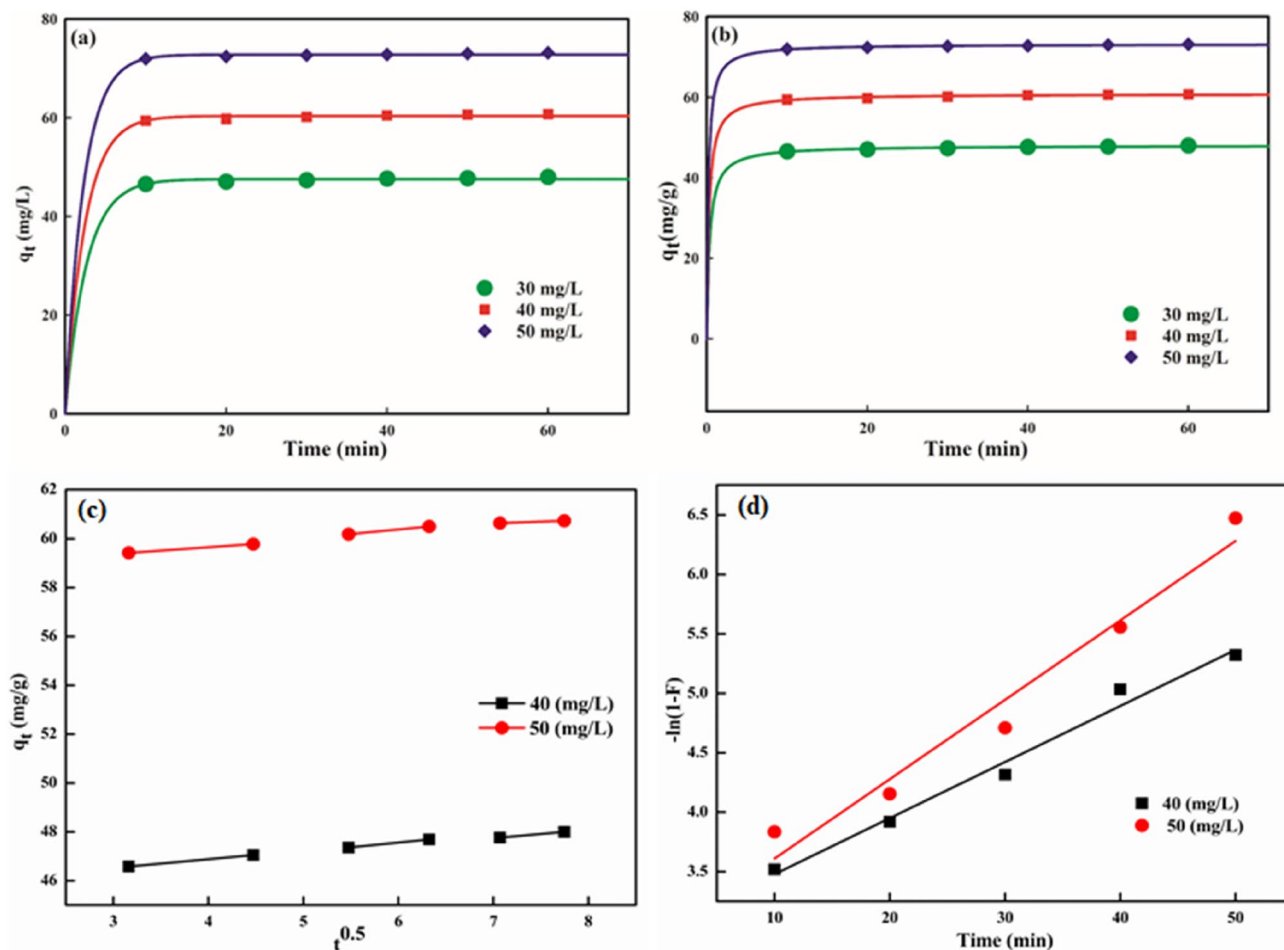 (a)
80
60
40
20
0
q_t (mg/L)
30 mg/L
40 mg/L
50 mg/L
0 20 40 60
Time (min)
(b)
80
60
40
20
0
q_t(mg/g)
30 mg/L
40 mg/L
50 mg/L
0 20 40 60
Time (min)
(c)
62
60
58
56
54
52
50
48
46
q_t (mg/g)
40 (mg/L)
50 (mg/L)
3 4 5 6 7 8
t^0.5
(d)
6.5
6.0
5.5
5.0
4.5
4.0
3.5
-ln(1-F)
40 (mg/L)
50 (mg/L)
10 20 30 40 50
Time (min)